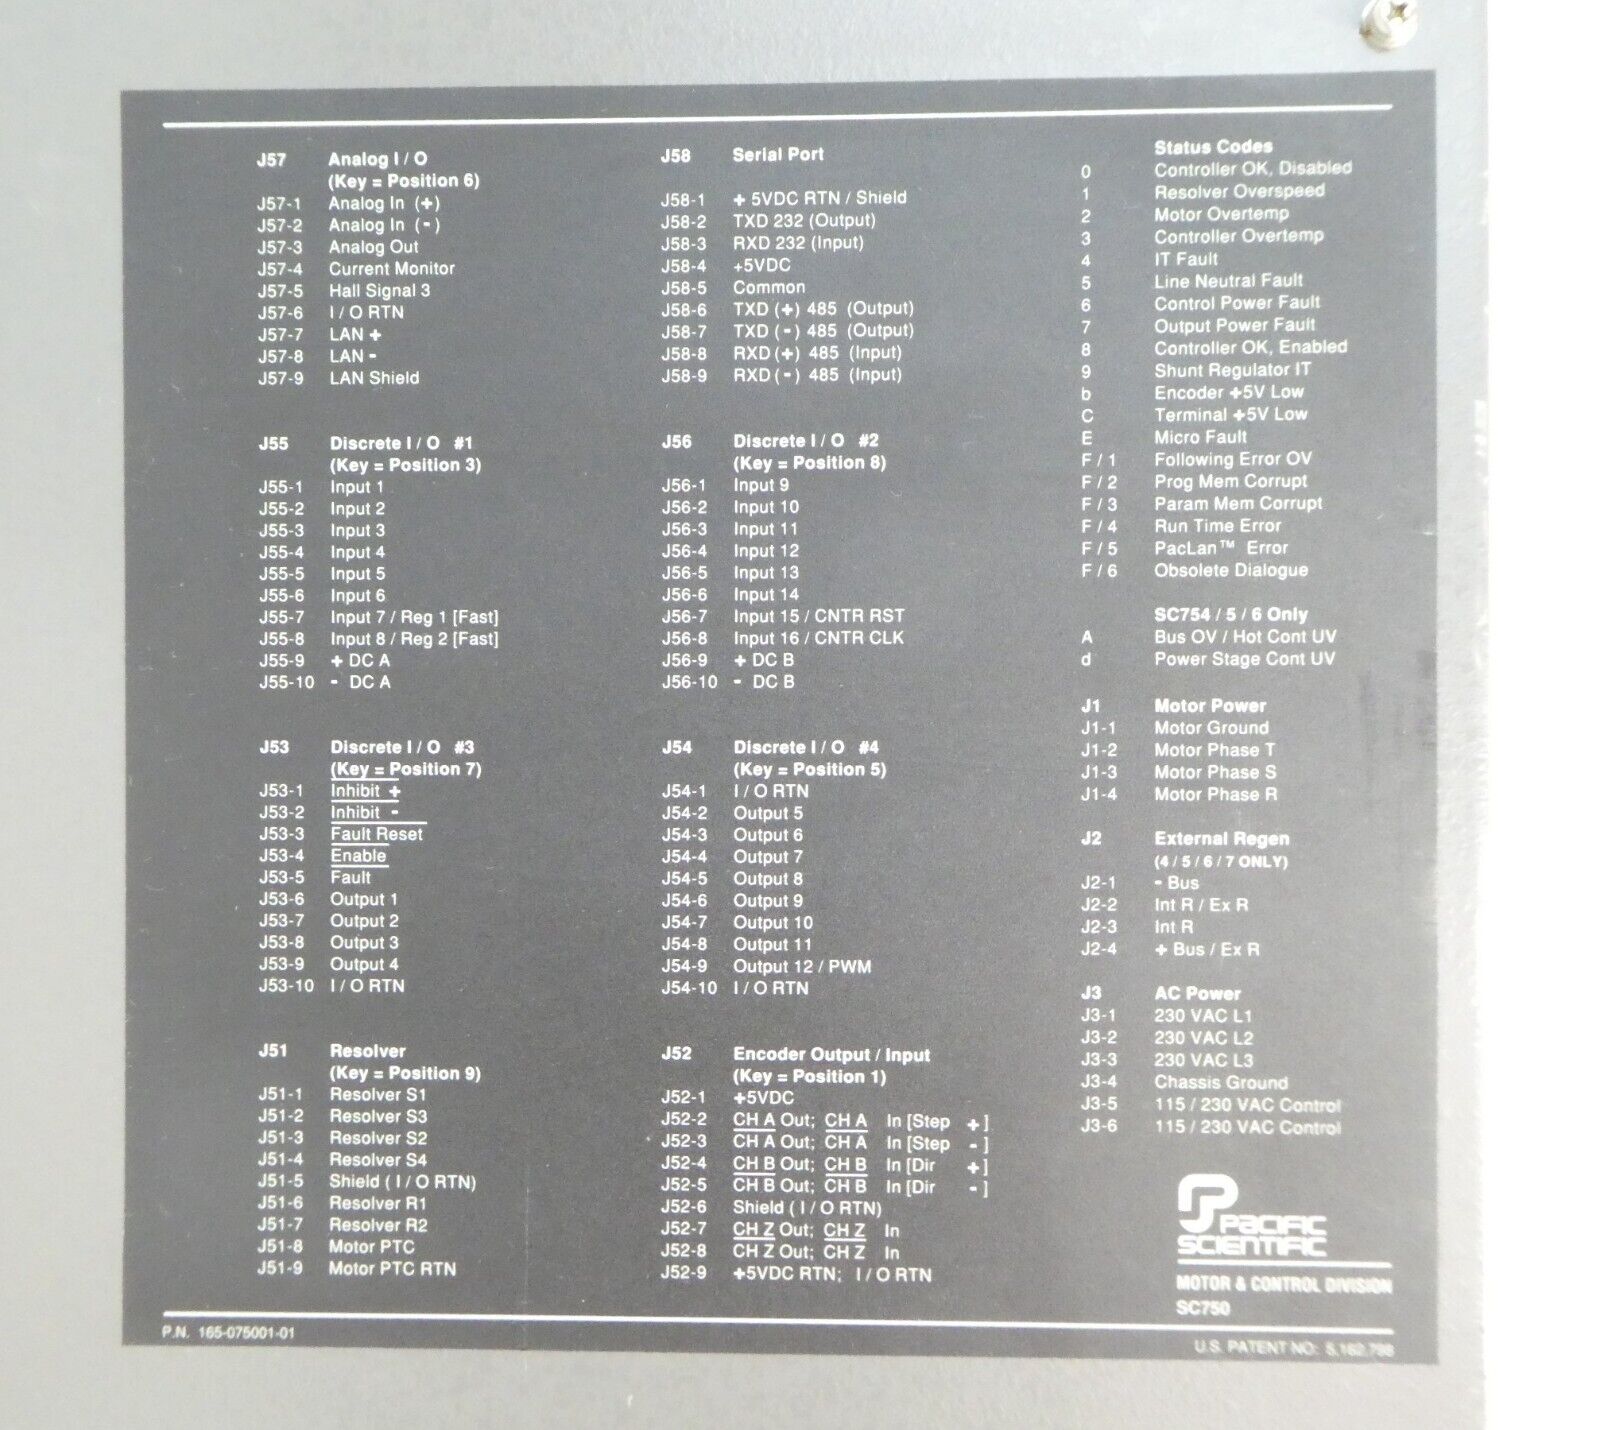 J57 Analog I / O
(Key = Position 6)
J57-1 Analog In (+)
J57-2 Analog In (-)
J57-3 Analog Out
J57-4 Current Monitor
J57-5 Hall Signal 3
J57-6 I / O RTN
J57-7 LAN +
J57-8 LAN -
J57-9 LAN Shield
J55 Discrete I / O #1
(Key = Position 3)
J55-1 Input 1
J55-2 Input 2
J55-3 Input 3
J55-4 Input 4
J55-5 Input 5
J55-6 Input 6
J55-7 Input 7 / Reg 1 [Fast]
J55-8 Input 8 / Reg 2 [Fast]
J55-9 + DC A
J55-10 - DC A
J53 Discrete I / O #3
(Key = Position 7)
J53-1 Inhibit +
J53-2 Inhibit -
J53-3 Fault Reset
J53-4 Enable
J53-5 Fault
J53-6 Output 1
J53-7 Output 2
J53-8 Output 3
J53-9 Output 4
J53-10 I / O RTN
J51 Resolver
(Key = Position 9)
J51-1 Resolver S1
J51-2 Resolver S3
J51-3 Resolver S2
J51-4 Resolver S4
J51-5 Shield ( I / O RTN)
J51-6 Resolver R1
J51-7 Resolver R2
J51-8 Motor PTC
J51-9 Motor PTC RTN
J58 Serial Port
J58-1 + 5VDC RTN / Shield
J58-2 TXD 232 (Output)
J58-3 RXD 232 (Input)
J58-4 +5VDC
J58-5 Common
J58-6 TXD (+) 485 (Output)
J58-7 TXD (-) 485 (Output)
J58-8 RXD (+) 485 (Input)
J58-9 RXD (-) 485 (Input)
J56 Discrete I / O #2
(Key = Position 8)
J56-1 Input 9
J56-2 Input 10
J56-3 Input 11
J56-4 Input 12
J56-5 Input 13
J56-6 Input 14
J56-7 Input 15 / CNTR RST
J56-8 Input 16 / CNTR CLK
J56-9 + DC B
J56-10 - DC B
J54 Discrete I / O #4
(Key = Position 5)
J54-1 I / O RTN
J54-2 Output 5
J54-3 Output 6
J54-4 Output 7
J54-5 Output 8
J54-6 Output 9
J54-7 Output 10
J54-8 Output 11
J54-9 Output 12 / PWM
J54-10 I / O RTN
J52 Encoder Output / Input
(Key = Position 1)
J52-1 +5VDC
J52-2 CH A Out; CH A In [Step +]
J52-3 CH A Out; CH A In [Step -]
J52-4 CH B Out; CH B In [Dir +]
J52-5 CH B Out; CH B In [Dir -]
J52-6 Shield ( I / O RTN)
J52-7 CH Z Out; CH Z In
J52-8 CH Z Out; CH Z In
J52-9 +5VDC RTN; I / O RTN
Status Codes
0 Controller OK, Disabled
1 Resolver Overspeed
2 Motor Overtemp
3 Controller Overtemp
4 IT Fault
5 Line Neutral Fault
6 Control Power Fault
7 Output Power Fault
8 Controller OK, Enabled
9 Shunt Regulator IT
b Encoder +5V Low
C Terminal +5V Low
E Micro Fault
F / 1 Following Error OV
F / 2 Prog Mem Corrupt
F / 3 Param Mem Corrupt
F / 4 Run Time Error
F / 5 PacLan™ Error
F / 6 Obsolete Dialogue
SC754 / 5 / 6 Only
A Bus OV / Hot Cont UV
d Power Stage Cont UV
J1 Motor Power
J1-1 Motor Ground
J1-2 Motor Phase T
J1-3 Motor Phase S
J1-4 Motor Phase R
J2 External Regen
(4 / 5 / 6 / 7 ONLY)
J2-1 - Bus
J2-2 Int R / Ex R
J2-3 Int R
J2-4 + Bus / Ex R
J3 AC Power
J3-1 230 VAC L1
J3-2 230 VAC L2
J3-3 230 VAC L3
J3-4 Chassis Ground
J3-5 115 / 230 VAC Control
J3-6 115 / 230 VAC Control
PACIFIC
SCIENTIFIC
MOTOR & CONTROL DIVISION
SC750
P.N. 165-075001-01
U.S. PATENT NO: 5,162,798